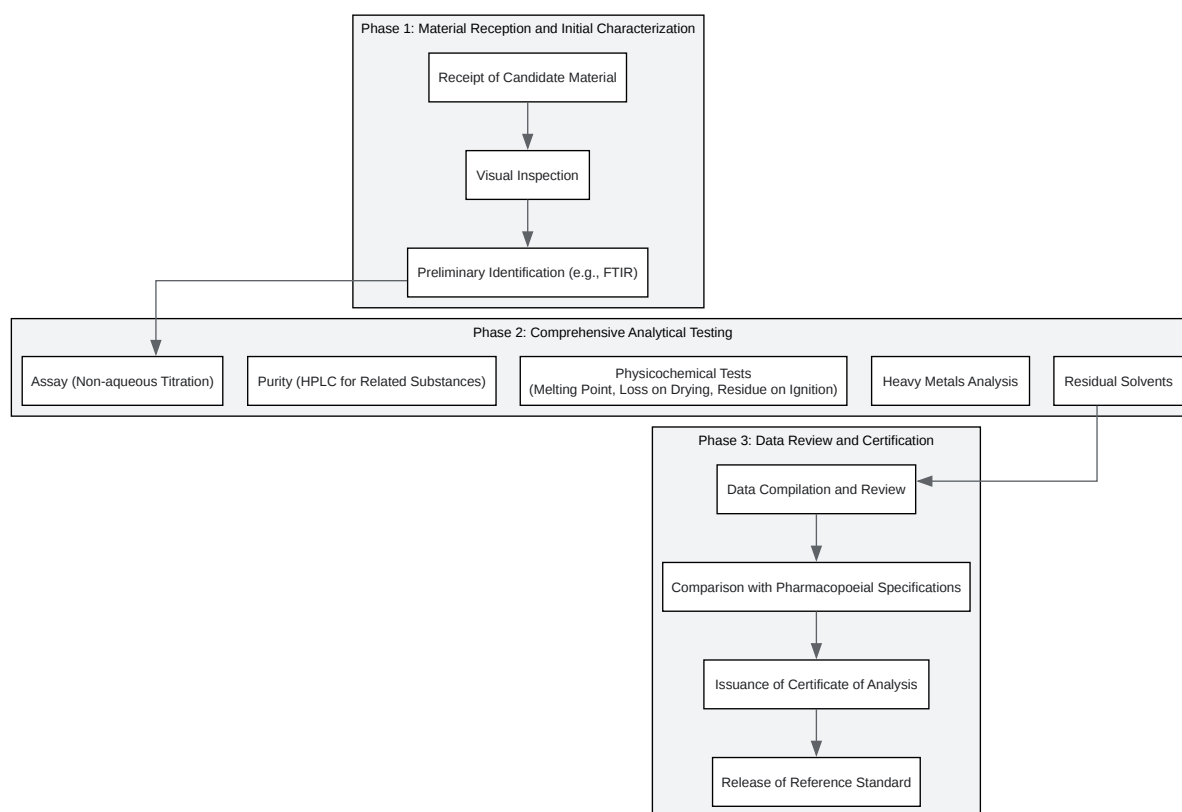 Phase 1: Material Reception and Initial Characterization
Receipt of Candidate Material
Visual Inspection
Preliminary Identification (e.g., FTIR)
Phase 2: Comprehensive Analytical Testing
Assay (Non-aqueous Titration)
Purity (HPLC for Related Substances)
Physicochemical Tests
(Melting Point, Loss on Drying, Residue on Ignition)
Heavy Metals Analysis
Residual Solvents
Phase 3: Data Review and Certification
Data Compilation and Review
Comparison with Pharmacopoeial Specifications
Issuance of Certificate of Analysis
Release of Reference Standard